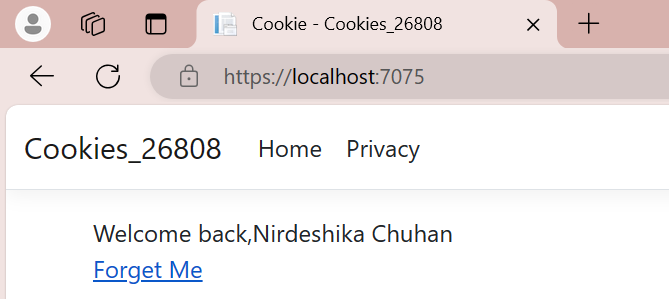 Cookie - Cookies_26808
https://localhost:7075
Cookies_26808 Home Privacy
Welcome back,Nirdeshika Chuhan
Forget Me